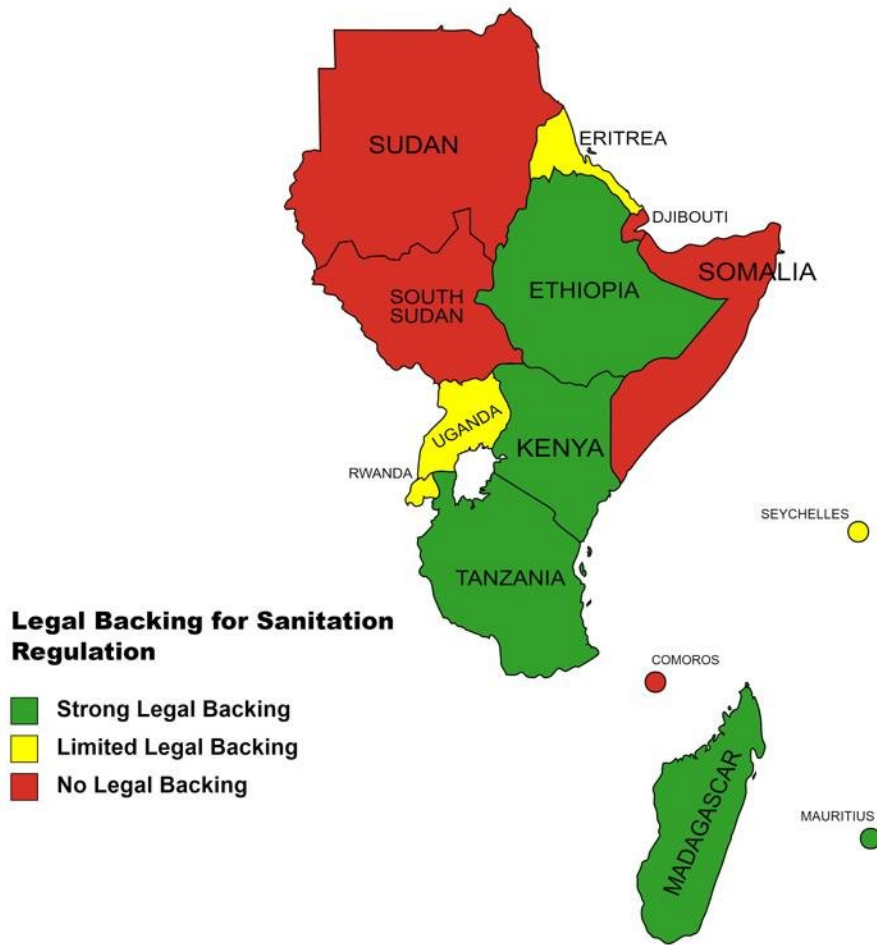 SUDAN
ERITREA
DJIBOUTI
SOMALIA
ETHIOPIA
SOUTH
SUDAN
UGANDA
KENYA
RWANDA
SEYCHELLES
TANZANIA
Legal Backing for Sanitation
Regulation
COMOROS
Strong Legal Backing
Limited Legal Backing
No Legal Backing
MADAGASCAR
MAURITIUS